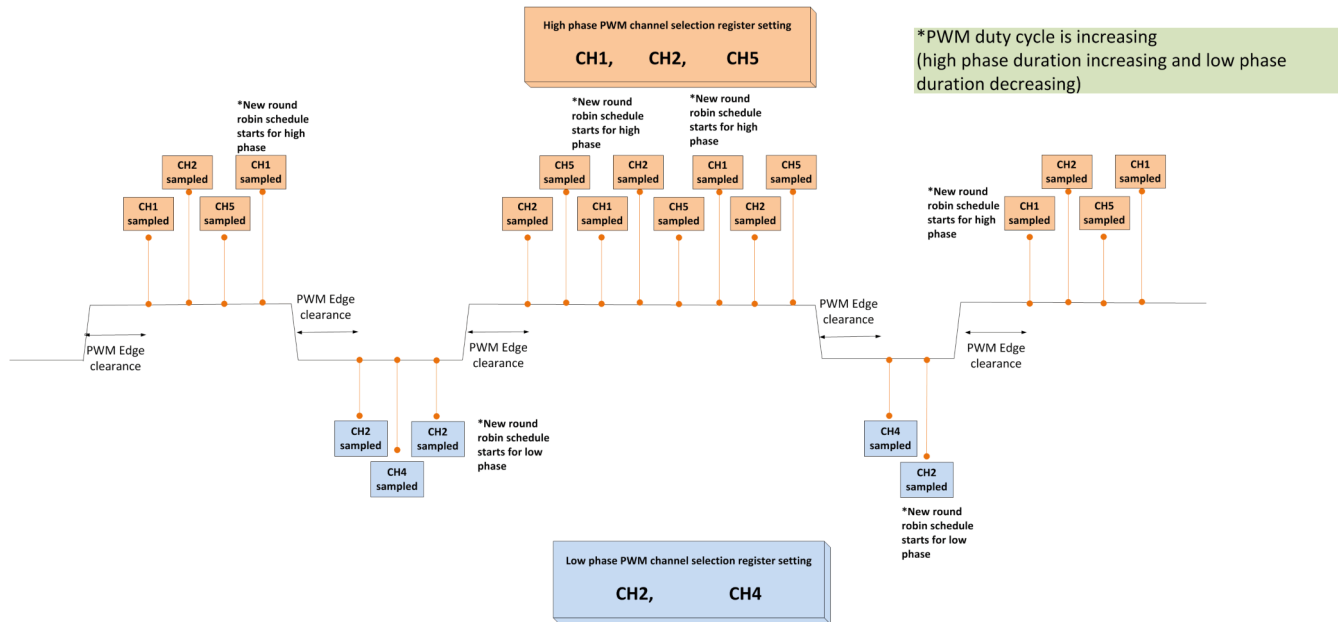 High phase PWM channel selection register setting
CH1, CH2, CH5
*PWM duty cycle is increasing
(high phase duration increasing and low phase
duration decreasing)
*New round
robin schedule
starts for high
phase
*New round
robin schedule
starts for high
phase
*New round
robin schedule
starts for high
phase
*New round
robin schedule
starts for high
phase
CH1
sampled
CH2
sampled
CH5
sampled
CH1
sampled
CH2
sampled
CH5
sampled
CH1
sampled
CH2
sampled
CH5
sampled
CH1
sampled
CH2
sampled
CH5
sampled
CH1
sampled
CH2
sampled
CH5
sampled
CH1
sampled
PWM Edge
clearance
PWM Edge
clearance
PWM Edge
clearance
PWM Edge
clearance
PWM Edge
clearance
CH2
sampled
CH4
sampled
CH2
sampled
*New round
robin schedule
starts for low
phase
CH4
sampled
CH2
sampled
*New round
robin schedule
starts for low
phase
Low phase PWM channel selection register setting
CH2, CH4